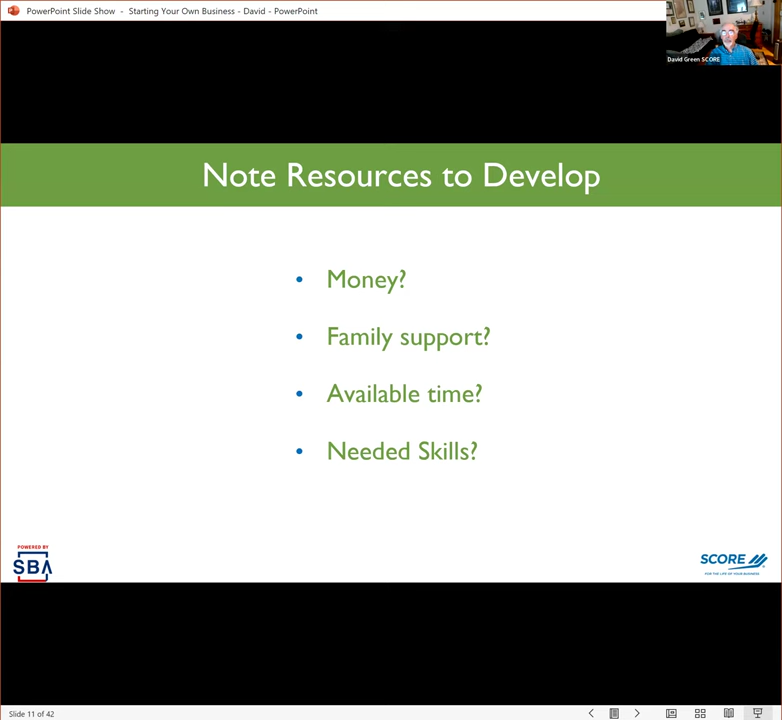 PowerPoint Slide Show - Starting Your Own Business - David - PowerPoint
David Green SCORE
Note Resources to Develop
• Money?
• Family support?
• Available time?
• Needed Skills?
POWERED BY
SBA
SCORE
FOR THE LIFE OF YOUR BUSINESS
Slide 11 of 42